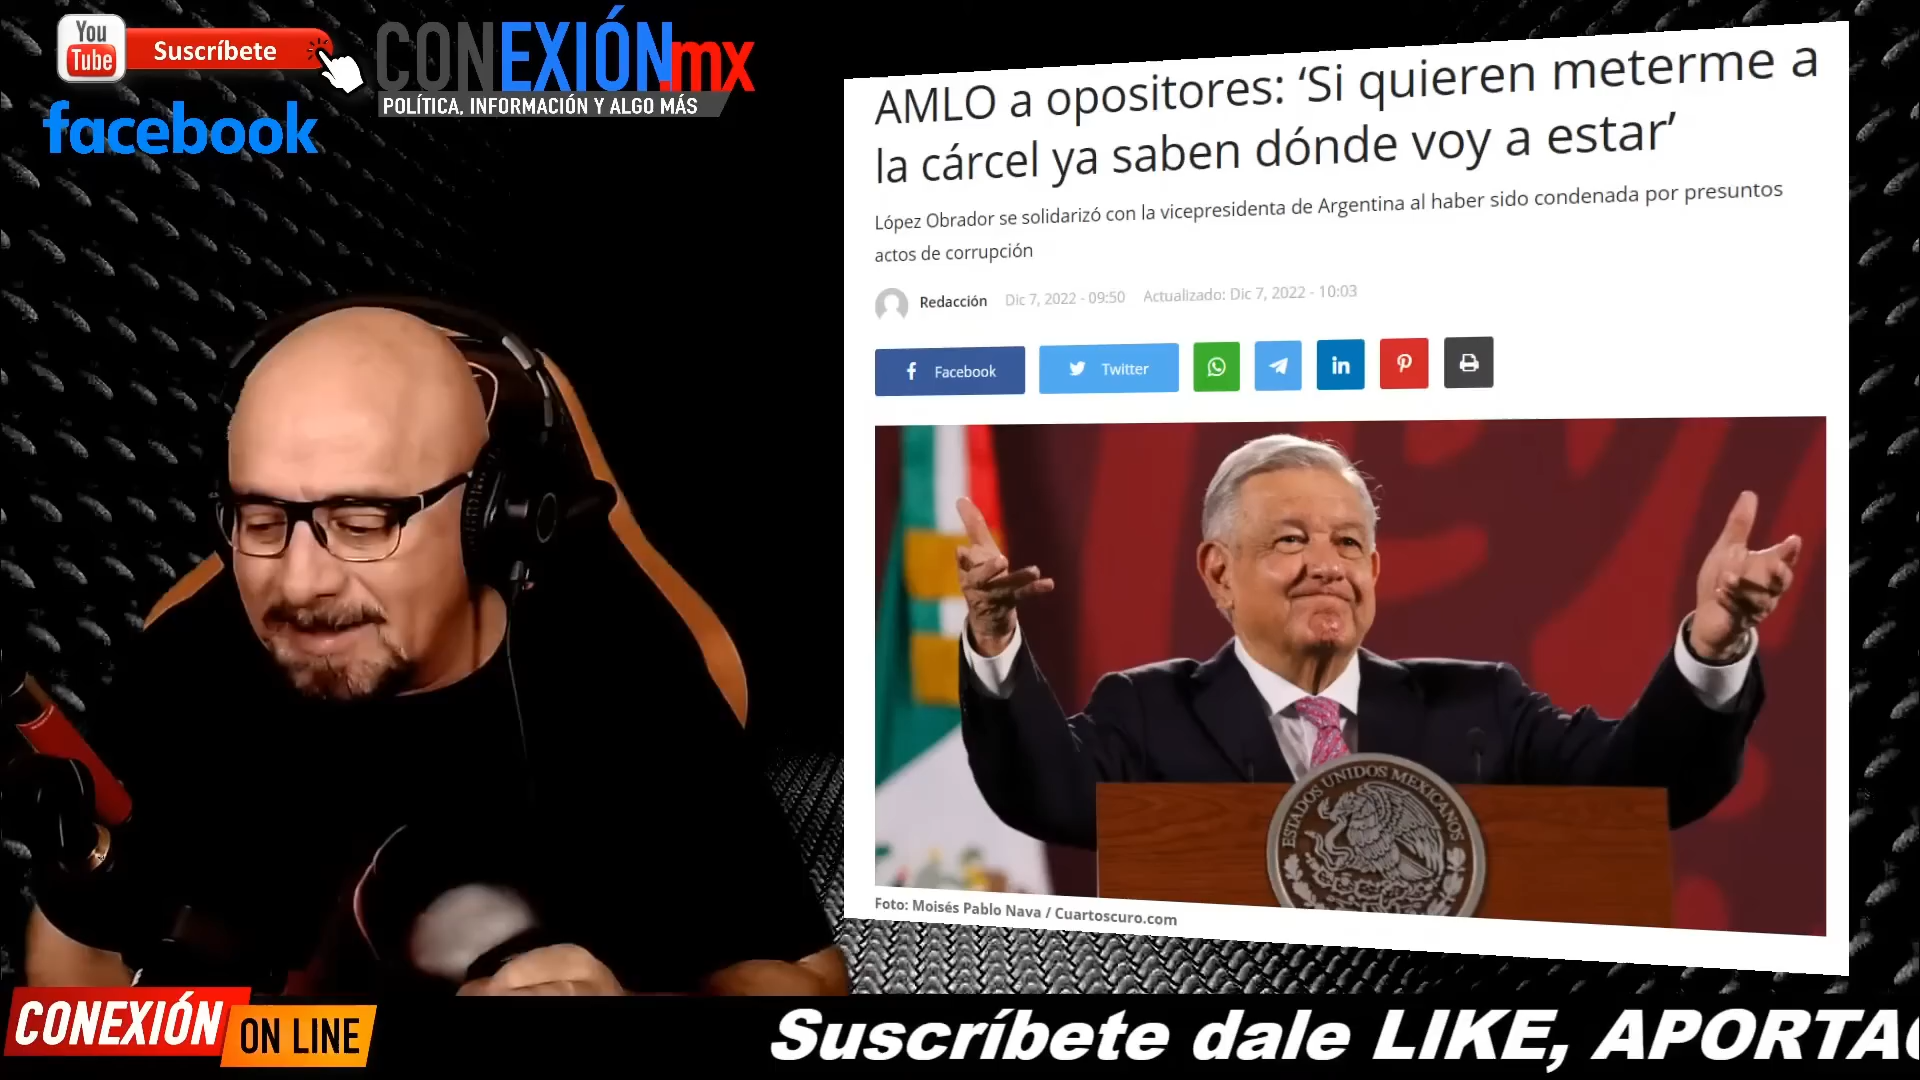 You
Tube
Suscríbete
facebook
CONEXIÓN.mx
POLÍTICA, INFORMACIÓN Y ALGO MÁS
AMLO a opositores: ‘Si quieren meterme a
la cárcel ya saben dónde voy a estar’
López Obrador se solidarizó con la vicepresidenta de Argentina al haber sido condenada por presuntos
actos de corrupción
Redacción Dic 7, 2022 - 09:50 Actualizado: Dic 7, 2022 - 10:03
Facebook
Twitter
ESTADOS UNIDOS MEXICANOS
Foto: Moisés Pablo Nava / Cuartoscuro.com
CONEXIÓN
ON LINE
Suscríbete dale LIKE, APORTAC